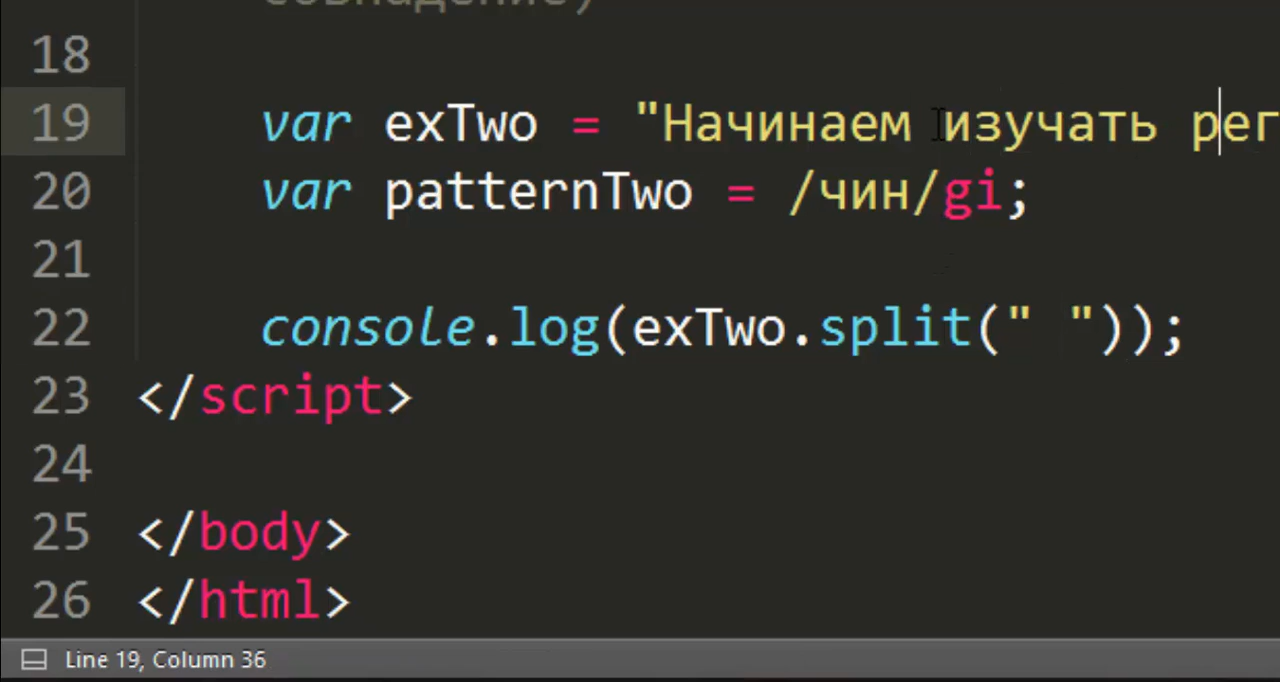 совпадение)
18
19 var exTwo = "Начинаем изучать рег
20 var patternTwo = /чин/gi;
21
22 console.log(exTwo.split(" "));
23 </script>
24
25 </body>
26 </html>
Line 19, Column 36